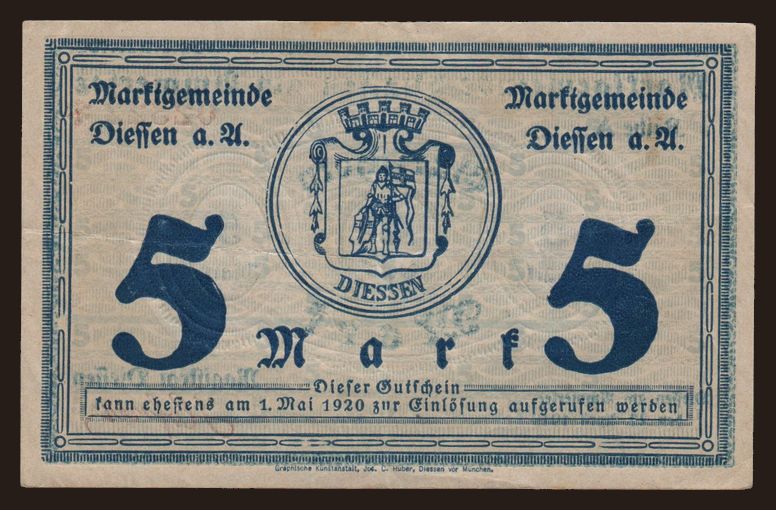 Marktgemeinde
Diessen a. A.
Marktgemeinde
Diessen a. A.
DIESSEN
5 Mark 5
Dieser Gutschein
kann ehestens am 1. Mai 1920 zur Einlösung aufgerufen werden
Graphische Kunstanstalt, Jos. C. Huber, Diessen vor München.